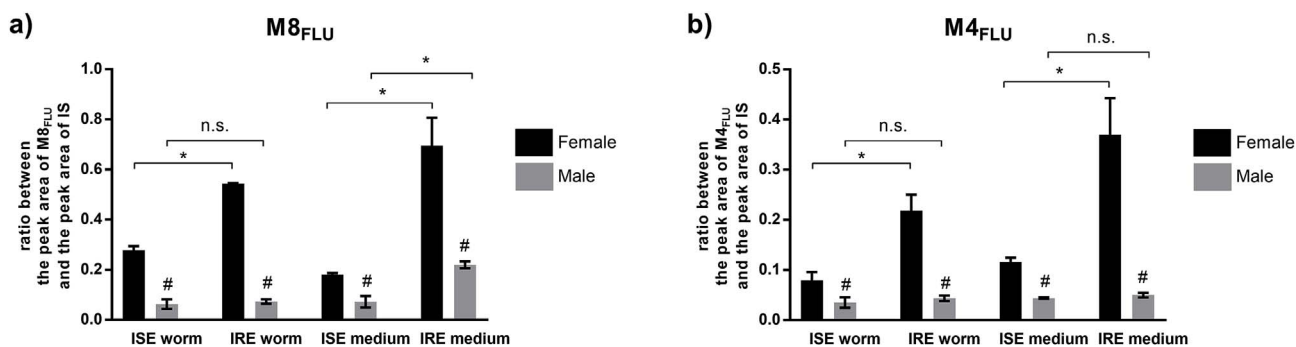 a)
M8FLU
ratio between
the peak area of M8FLU
and the peak area of IS
1.0
0.8
0.6
0.4
0.2
0.0
*
n.s.
*
*
#
#
#
#
ISE worm
IRE worm
ISE medium
IRE medium
Female
Male
b)
M4FLU
ratio between
the peak area of M4FLU
and the peak area of IS
0.5
0.4
0.3
0.2
0.1
0.0
*
n.s.
*
n.s.
#
#
#
#
ISE worm
IRE worm
ISE medium
IRE medium
Female
Male